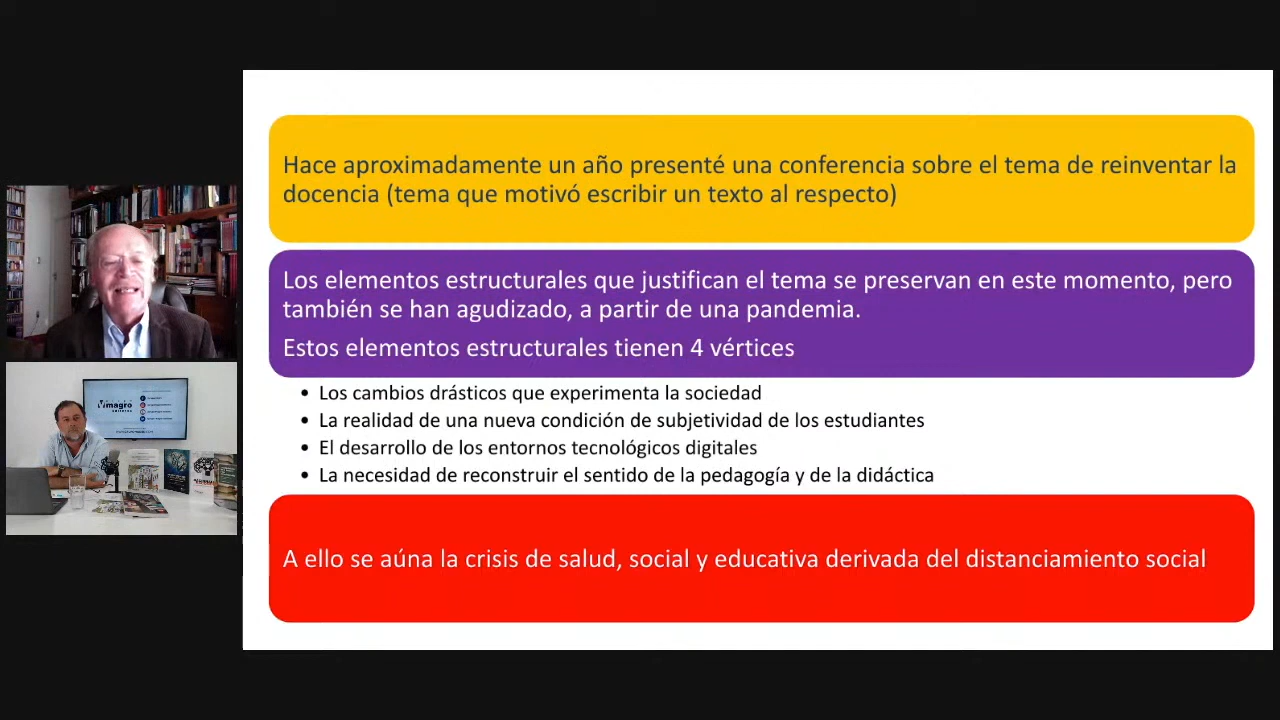 Hace aproximadamente un año presenté una conferencia sobre el tema de reinventar la
docencia (tema que motivó escribir un texto al respecto)
Los elementos estructurales que justifican el tema se preservan en este momento, pero
también se han agudizado, a partir de una pandemia.
Estos elementos estructurales tienen 4 vértices
• Los cambios drásticos que experimenta la sociedad
• La realidad de una nueva condición de subjetividad de los estudiantes
• El desarrollo de los entornos tecnológicos digitales
• La necesidad de reconstruir el sentido de la pedagogía y de la didáctica
A ello se aúna la crisis de salud, social y educativa derivada del distanciamiento social